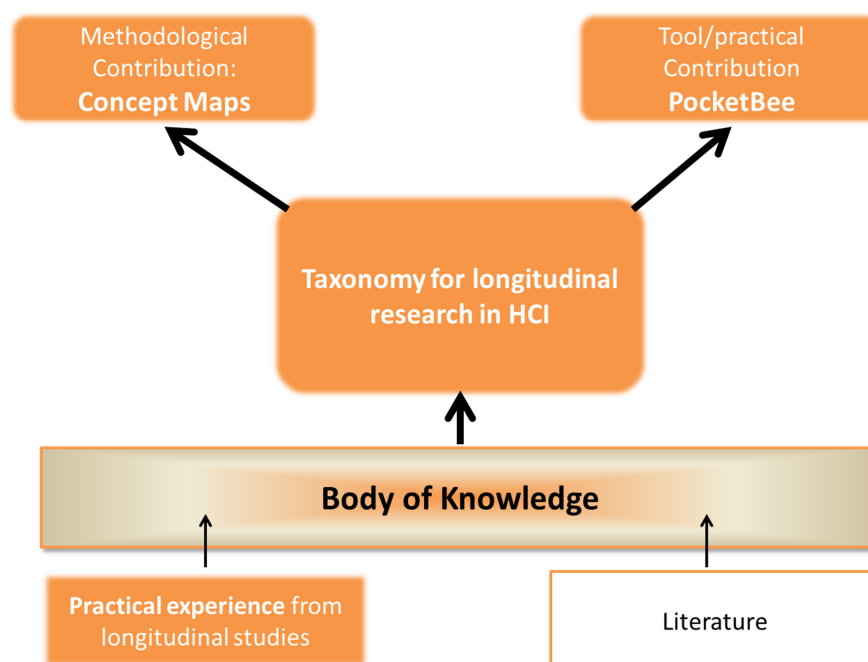 Methodological
Contribution:
Concept Maps
Tool/practical
Contribution
PocketBee
Taxonomy for longitudinal
research in HCI
Body of Knowledge
Practical experience from
longitudinal studies
Literature